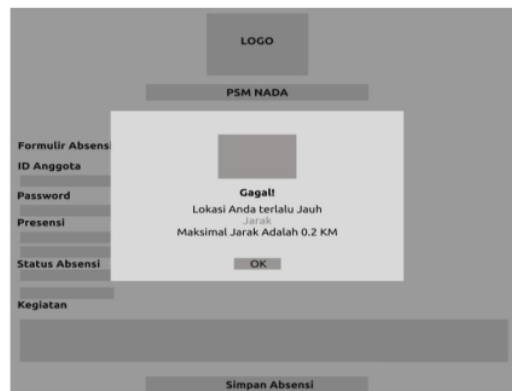 LOGO
PSM NADA
Formulir Absensi
ID Anggota
Password
Presensi
Status Absensi
Kegiatan
Gagal!
Lokasi Anda terlalu Jauh
Jarak
Maksimal Jarak Adalah 0.2 KM
OK
Simpan Absensi